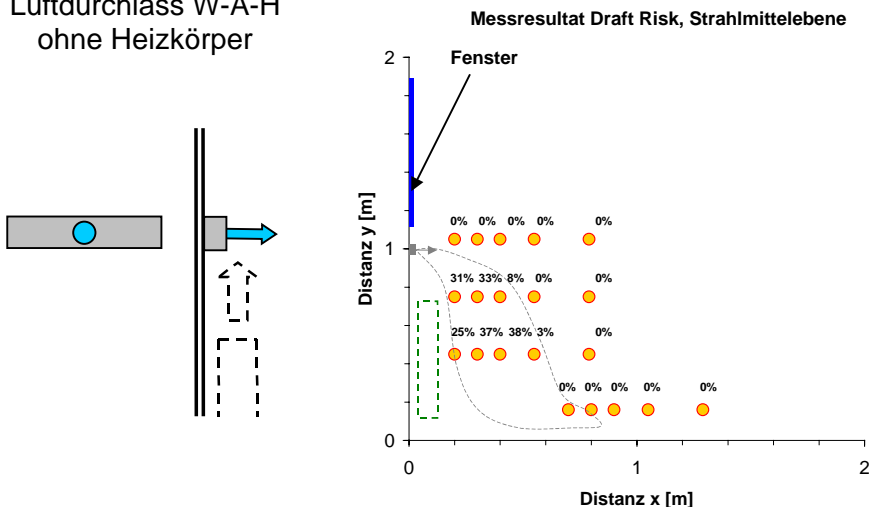 Luftdurchlass W-A-H
ohne Heizkörper
Messresultat Draft Risk, Strahlmittelebene
Fenster
Distanz y [m]
2
1
0
0% 0% 0% 0% 0%
31% 33% 8% 0% 0%
25% 37% 38% 3% 0%
0% 0% 0% 0% 0%
0 1 2
Distanz x [m]